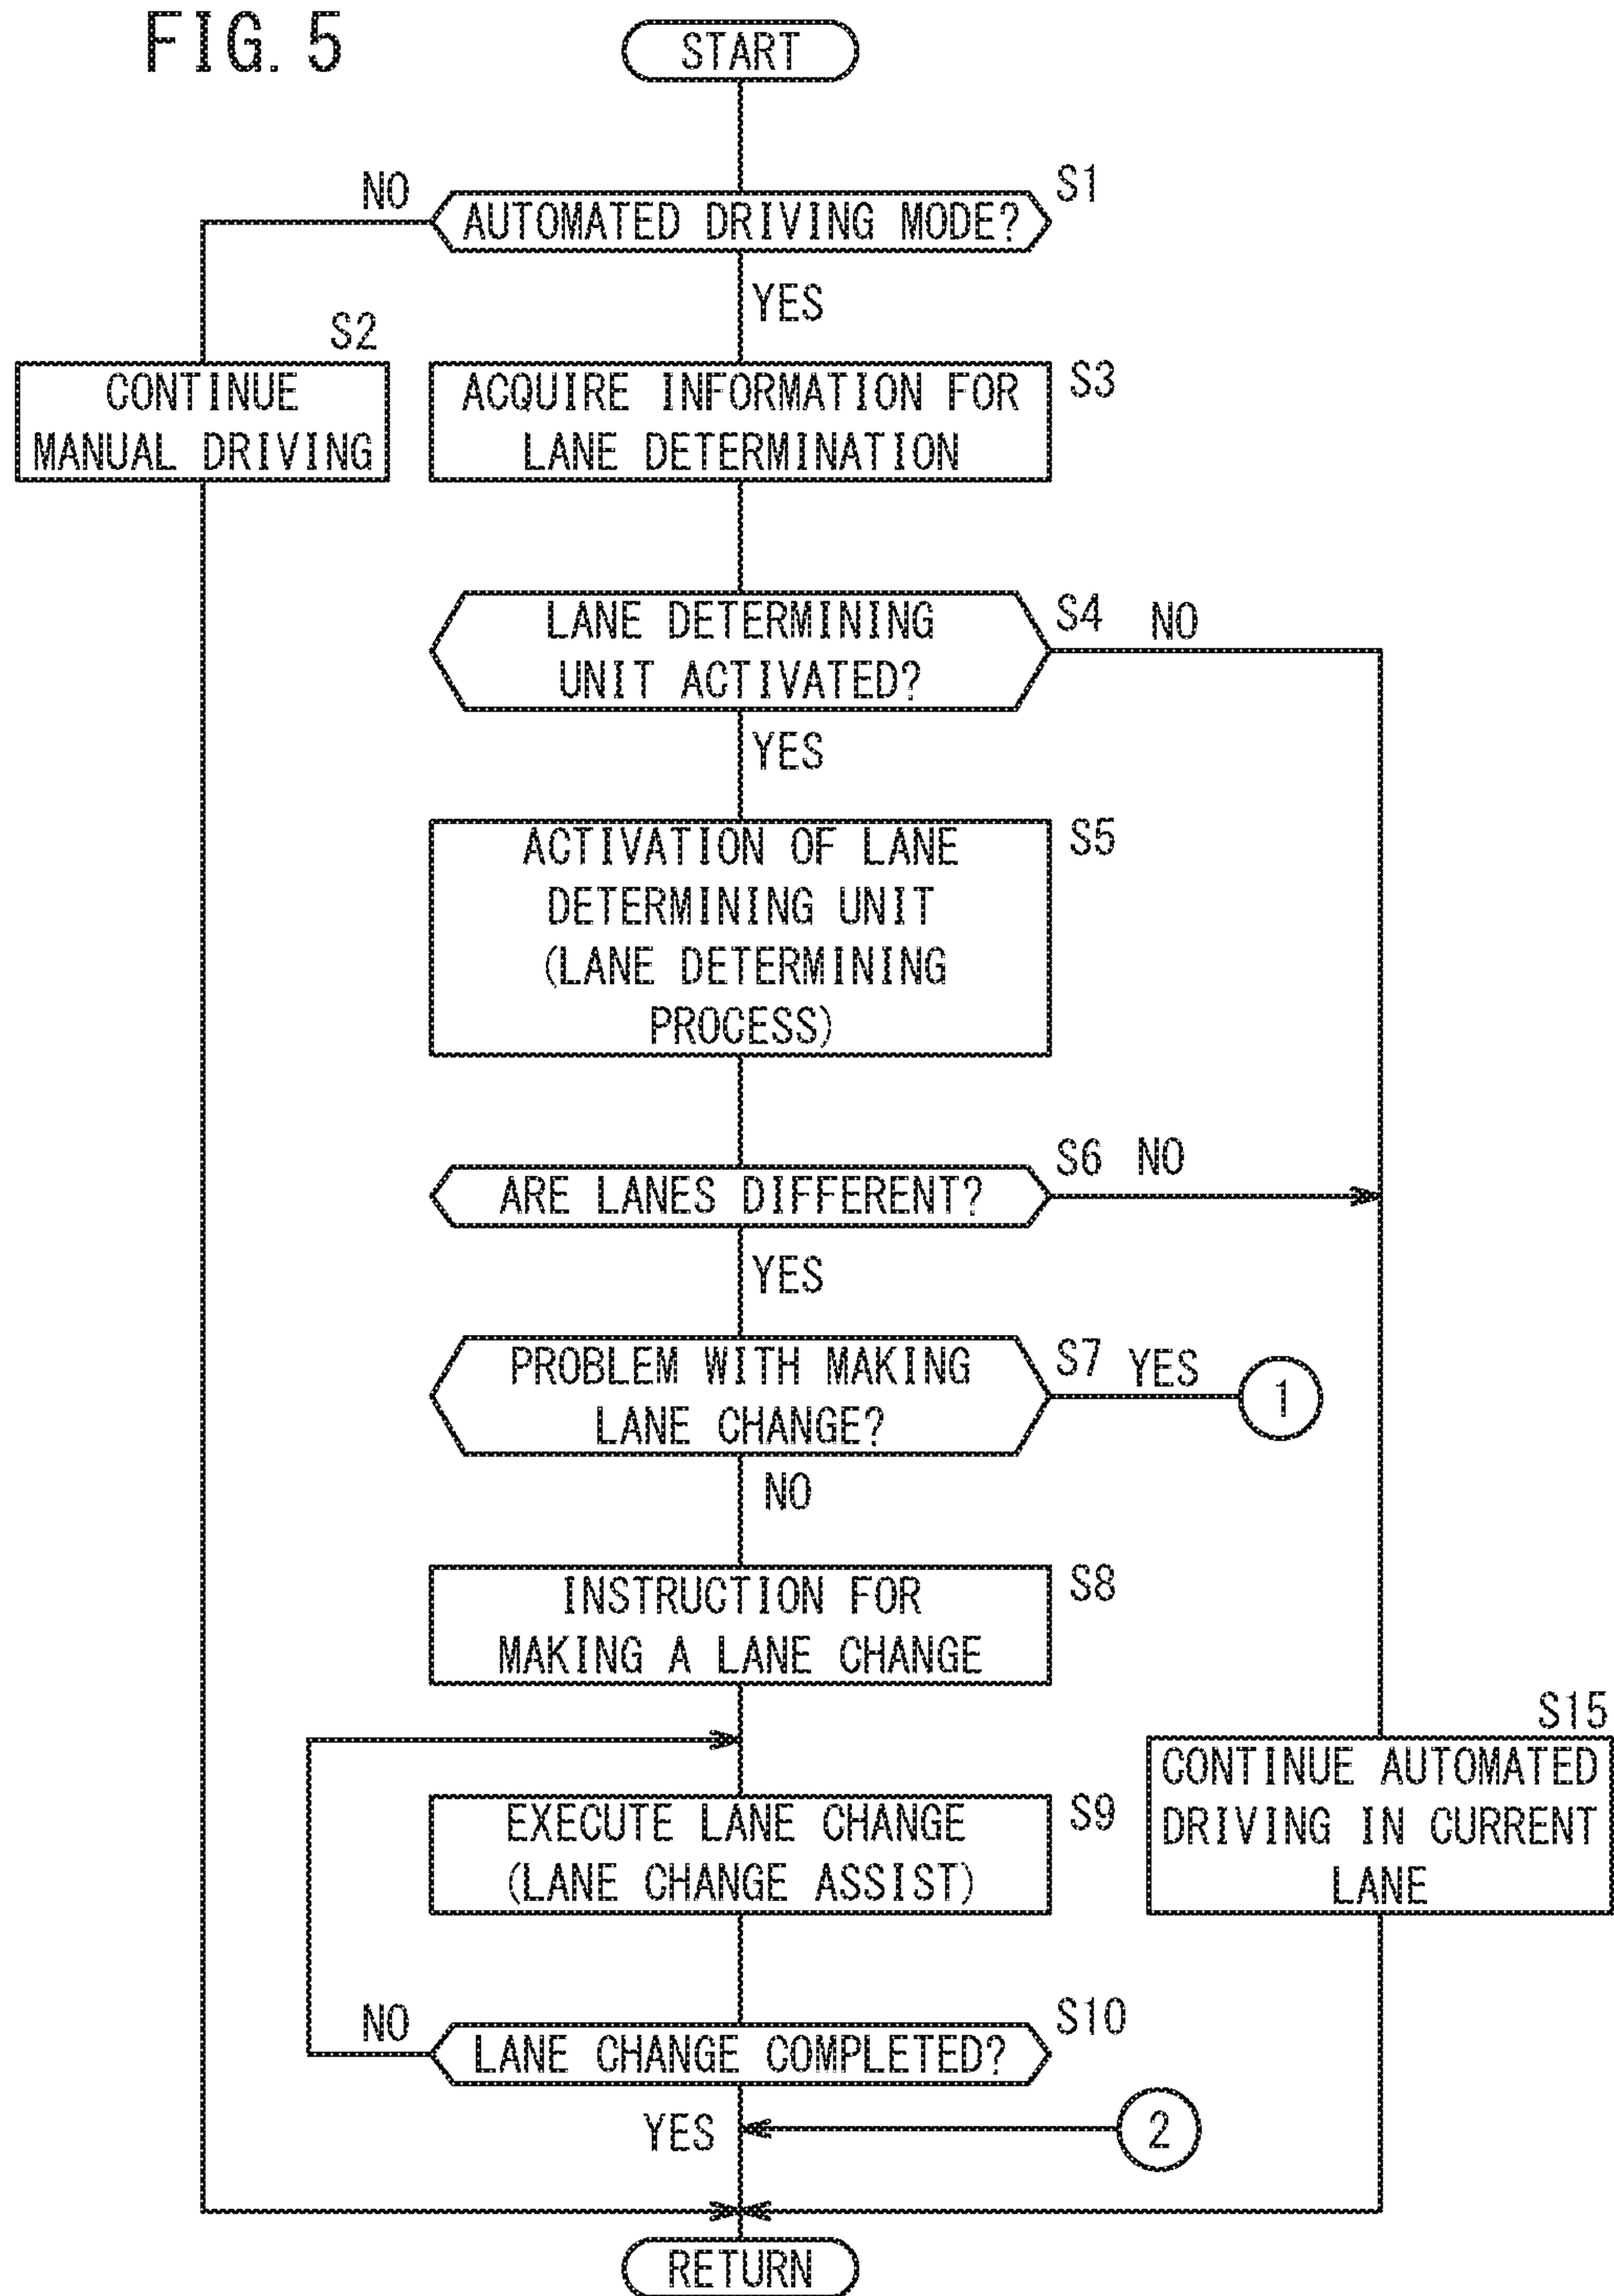 FIG. 5
START
NO
AUTOMATED DRIVING MODE?
S1
YES
S2
CONTINUE
MANUAL DRIVING
ACQUIRE INFORMATION FOR
LANE DETERMINATION
S3
LANE DETERMINING
UNIT ACTIVATED?
S4
NO
YES
ACTIVATION OF LANE
DETERMINING UNIT
(LANE DETERMINING
PROCESS)
S5
ARE LANES DIFFERENT?
S6
NO
YES
PROBLEM WITH MAKING
LANE CHANGE?
S7
YES
1
NO
INSTRUCTION FOR
MAKING A LANE CHANGE
S8
EXECUTE LANE CHANGE
(LANE CHANGE ASSIST)
S9
S15
CONTINUE AUTOMATED
DRIVING IN CURRENT
LANE
NO
LANE CHANGE COMPLETED?
S10
YES
2
RETURN